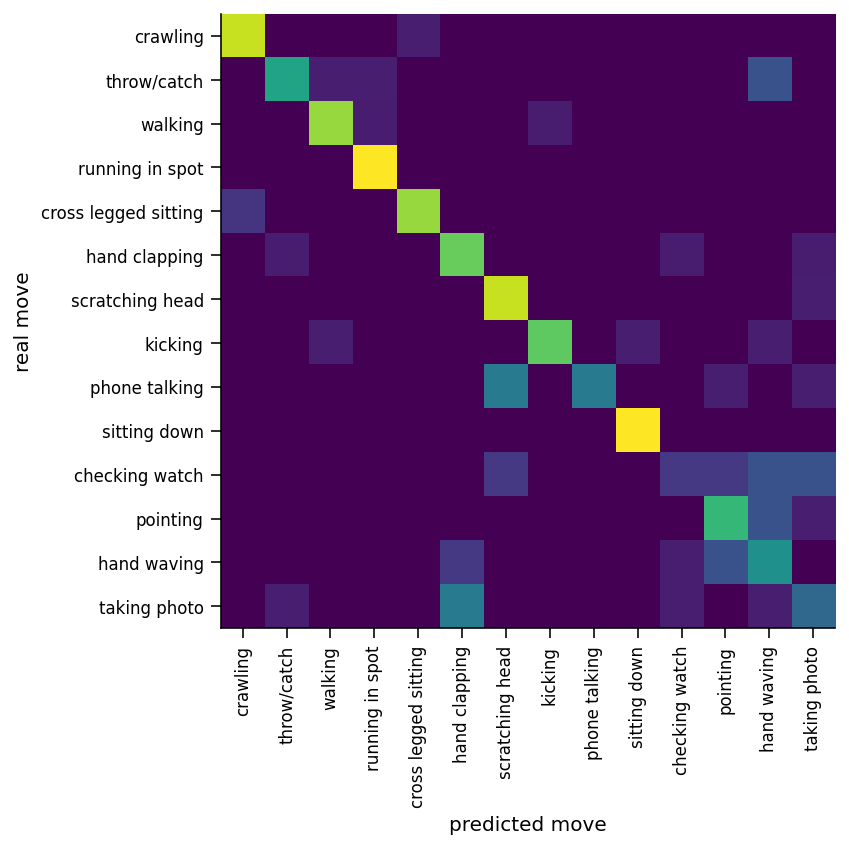 crawling
throw/catch
walking
running in spot
cross legged sitting
hand clapping
scratching head
kicking
phone talking
sitting down
checking watch
pointing
hand waving
taking photo
real move
crawling
throw/catch
walking
running in spot
cross legged sitting
hand clapping
scratching head
kicking
phone talking
sitting down
checking watch
pointing
hand waving
taking photo
predicted move